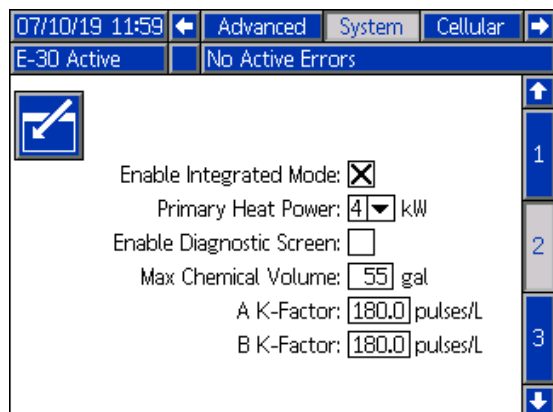 07/10/19 11:59 Advanced System Cellular
E-30 Active No Active Errors
1
Enable Integrated Mode:
Primary Heat Power: 4 kW
Enable Diagnostic Screen:
2
Max Chemical Volume: 55 gal
A K-Factor: 180.0 pulses/L
B K-Factor: 180.0 pulses/L
3